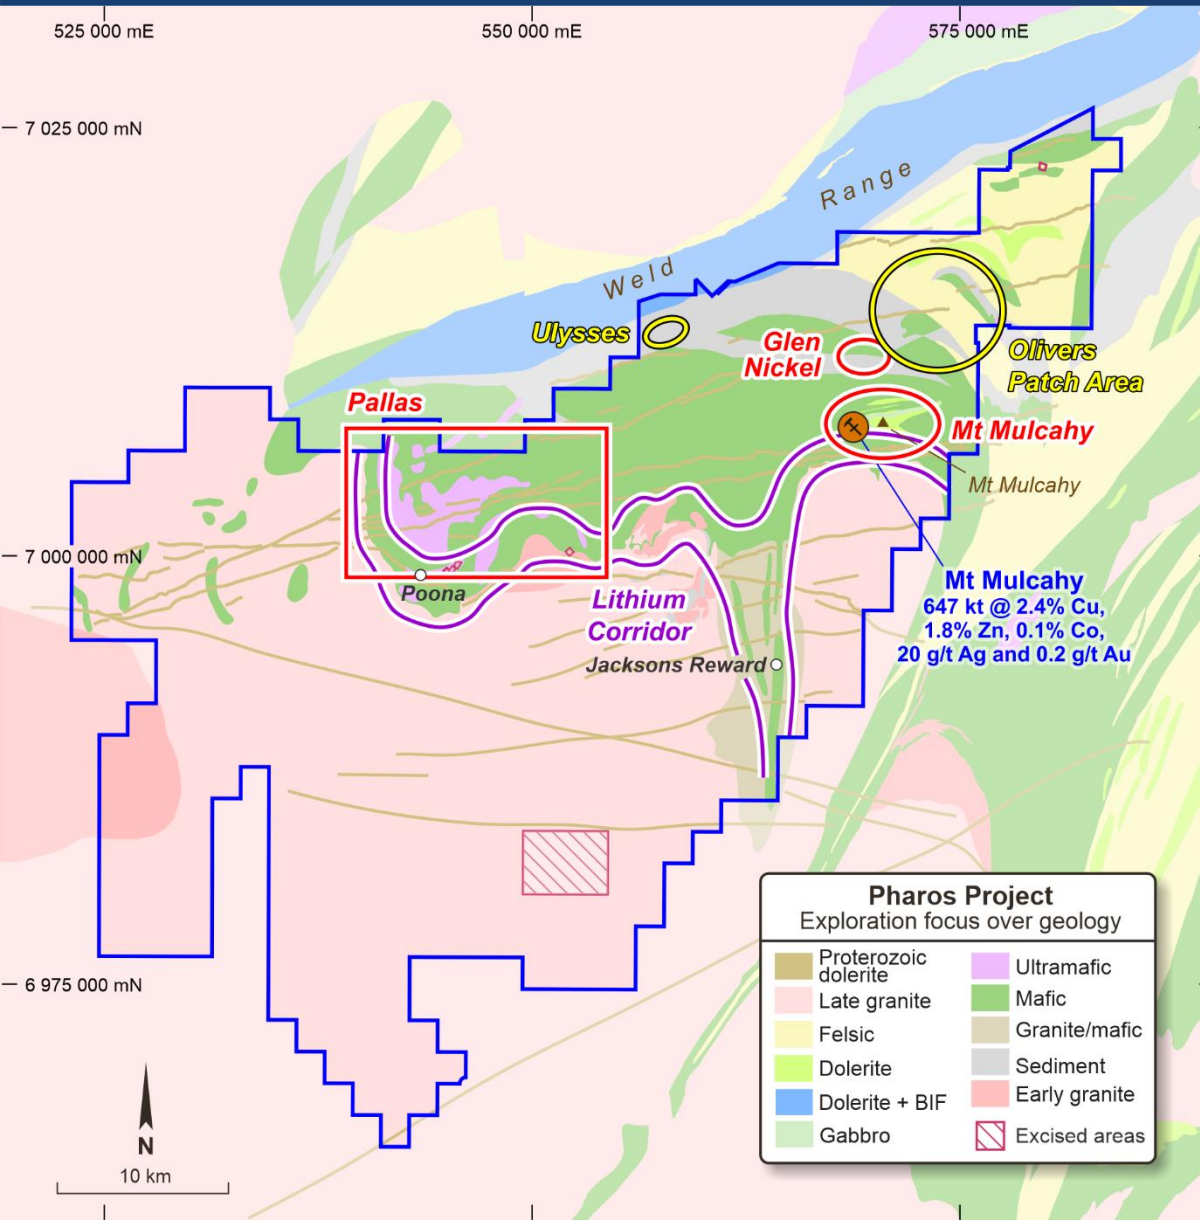 525 000 mE
550 000 mE
575 000 mE
7 025 000 mN
Weld Range
Ulysses
Glen
Nickel
Olivers
Patch Area
Pallas
Mt Mulcahy
Mt Mulcahy
7 000 000 mN
Poona
Lithium
Corridor
Mt Mulcahy
647 kt @ 2.4% Cu,
1.8% Zn, 0.1% Co,
20 g/t Ag and 0.2 g/t Au
Jacksons Reward
6 975 000 mN
Pharos Project
Exploration focus over geology
Proterozoic
dolerite
Late granite
Felsic
Dolerite
Dolerite + BIF
Gabbro
Ultramafic
Mafic
Granite/mafic
Sediment
Early granite
Excised areas
N
10 km